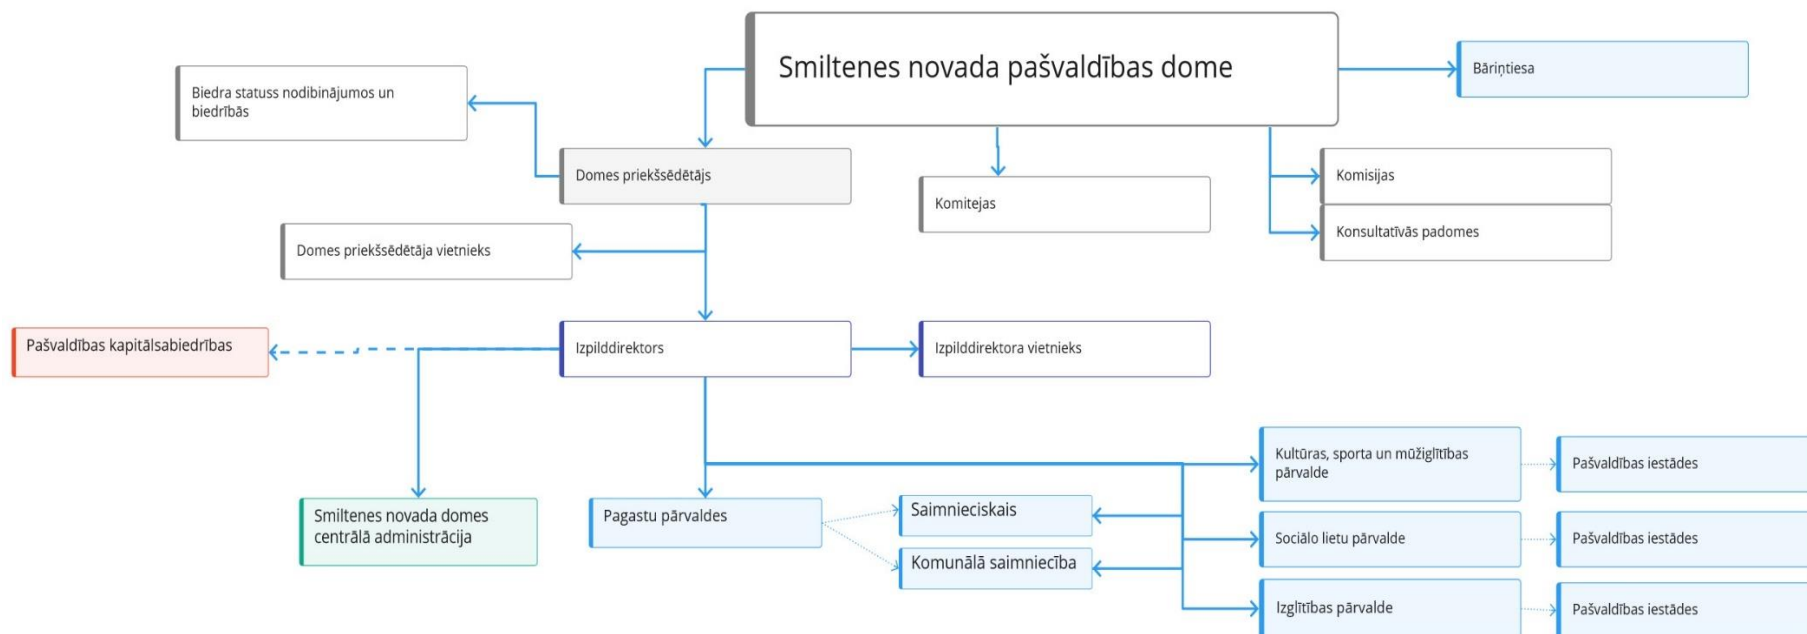 Smiltenes novada pašvaldības dome
Bāriņtiesa
Biedra statuss nodibinājumos un
biedrībās
Domes priekšsēdētājs
Komitejas
Komisijas
Konsultatīvās padomes
Domes priekšsēdētāja vietnieks
Pašvaldības kapitālsabiedrības
Izpilddirektors
Izpilddirektora vietnieks
Smiltenes novada domes
centrālā administrācija
Pagastu pārvaldes
Saimnieciskais
Komunālā saimniecība
Kultūras, sporta un mūžiglītības
pārvalde
Pašvaldības iestādes
Sociālo lietu pārvalde
Pašvaldības iestādes
Izglītības pārvalde
Pašvaldības iestādes